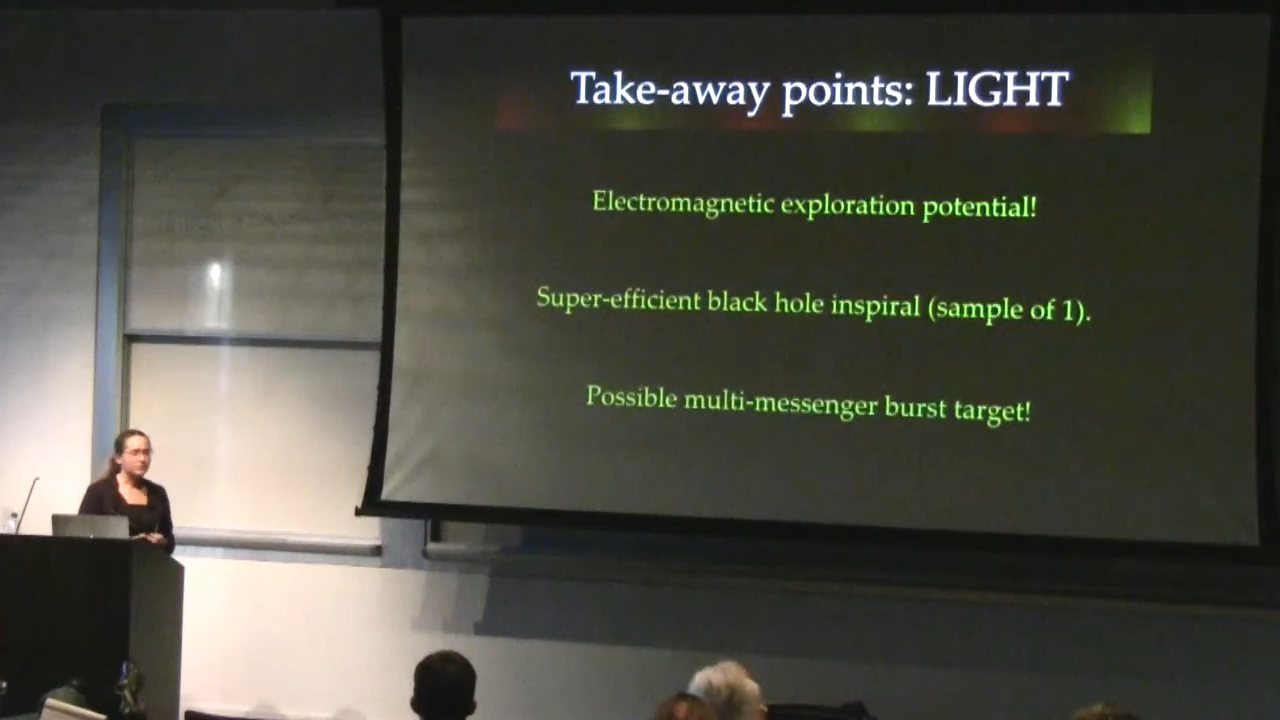 Take-away points: LIGHT
Electromagnetic exploration potential!
Super-efficient black hole inspiral (sample of 1).
Possible multi-messenger burst target!